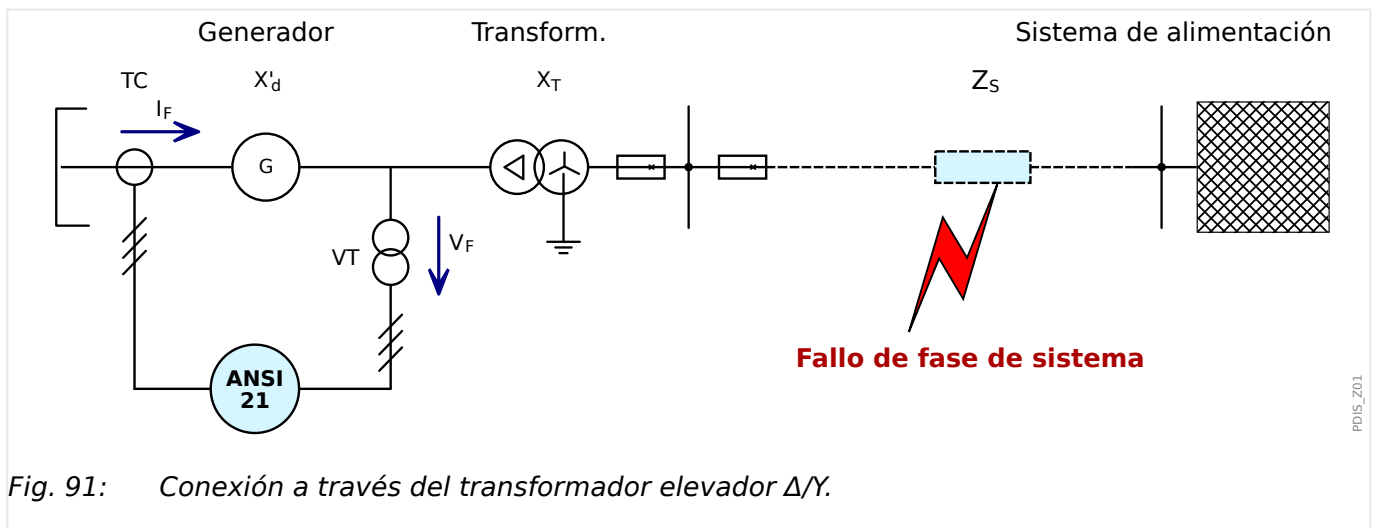 Generador Transform. Sistema de alimentación
TC X'd XT ZS
IF
G
VT VF
ANSI
21
Fallo de fase de sistema
PDIS_Z01
Fig. 91: Conexión a través del transformador elevador Δ/Y.